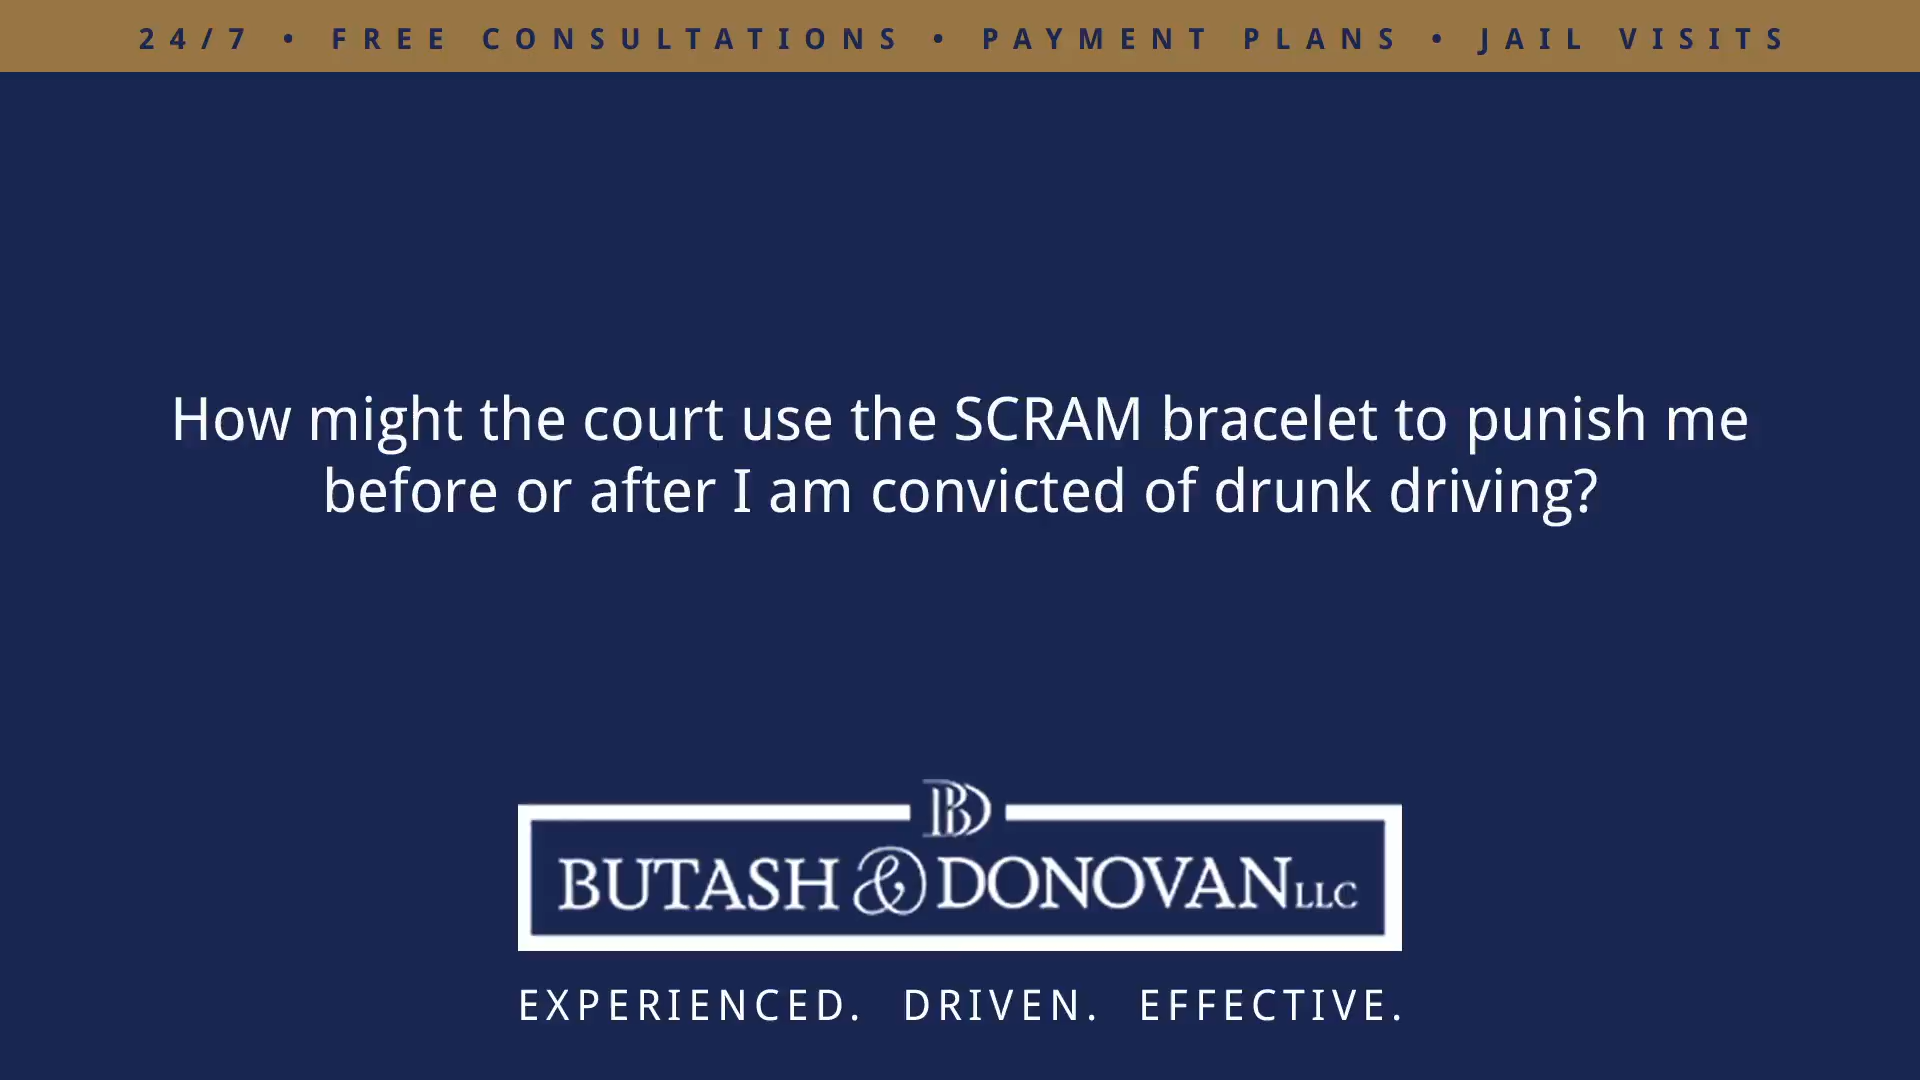 24/7 • FREE CONSULTATIONS • PAYMENT PLANS • JAIL VISITS
How might the court use the SCRAM bracelet to punish me
before or after I am convicted of drunk driving?
BD
BUTASH & DONOVAN LLC
EXPERIENCED. DRIVEN. EFFECTIVE.